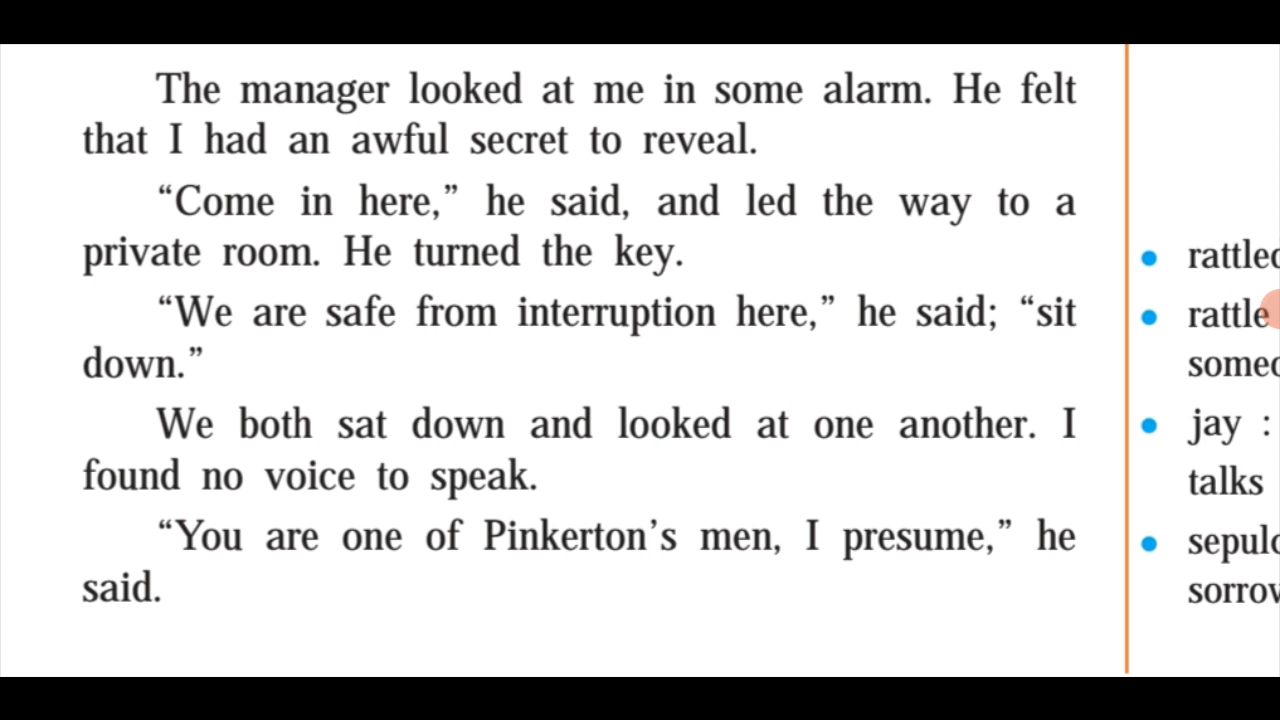 The manager looked at me in some alarm. He felt
that I had an awful secret to reveal.
“Come in here,” he said, and led the way to a
private room. He turned the key.
“We are safe from interruption here,” he said; “sit
down.”
We both sat down and looked at one another. I
found no voice to speak.
“You are one of Pinkerton’s men, I presume,” he
said.
• rattle
jay :
talks